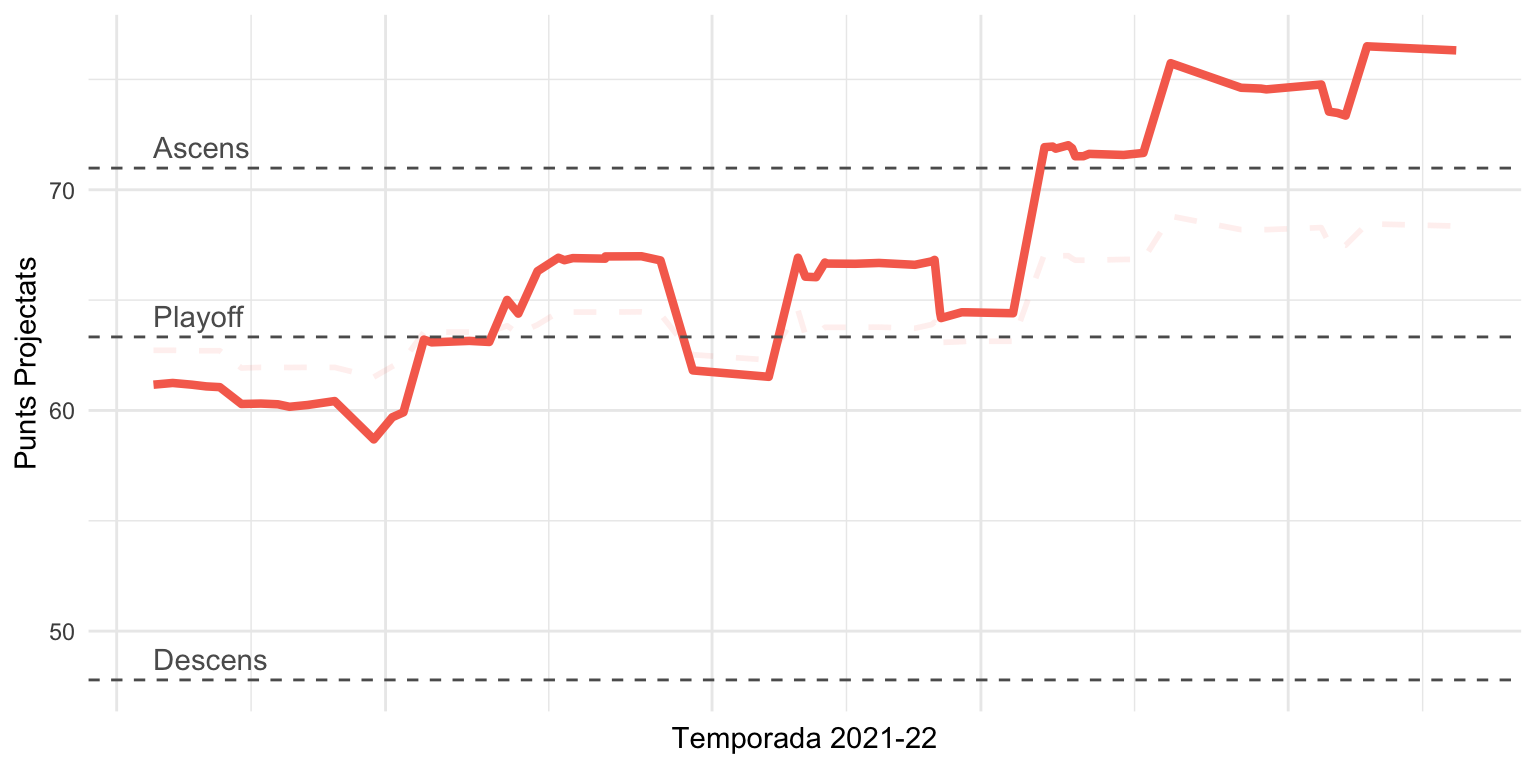 Ascens
70
Playoff
60
50
Descens
Punts Projectats
Temporada 2021-22